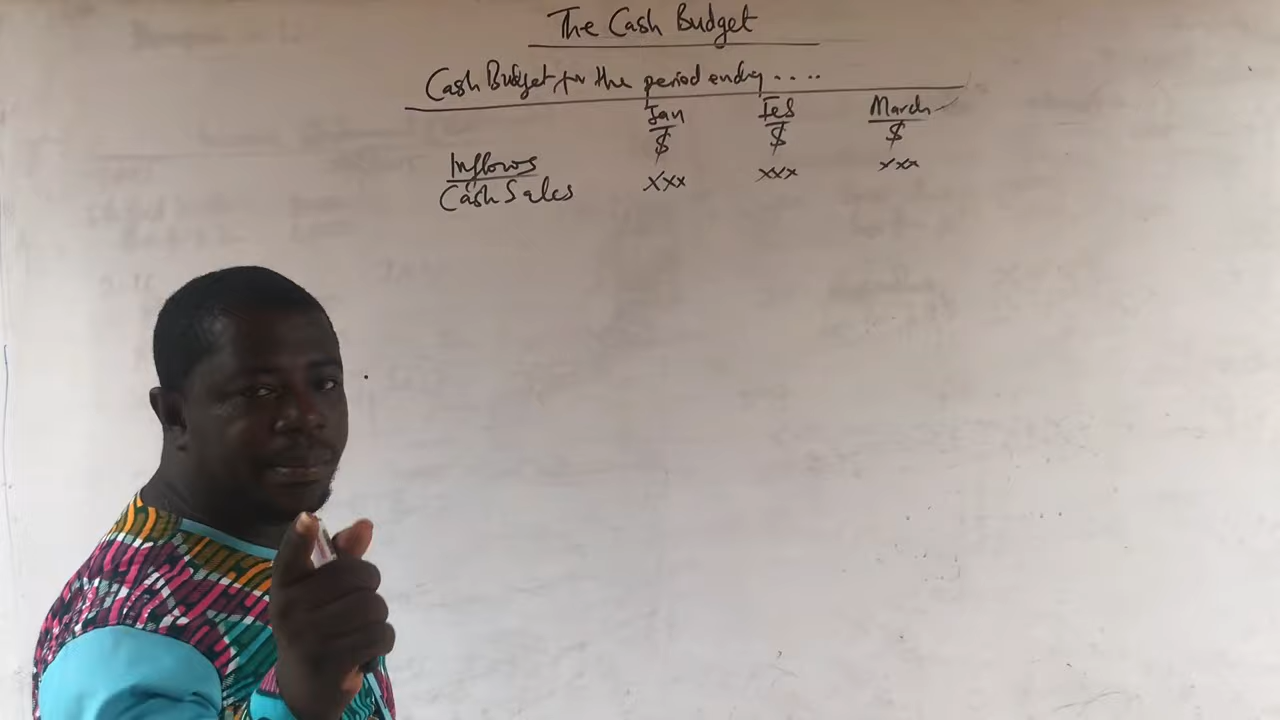 The Cash Budget
Cash Budget for the period ending ....
Jan Feb March
$ $ $
Inflows
Cash Sales xxx xxx xxx